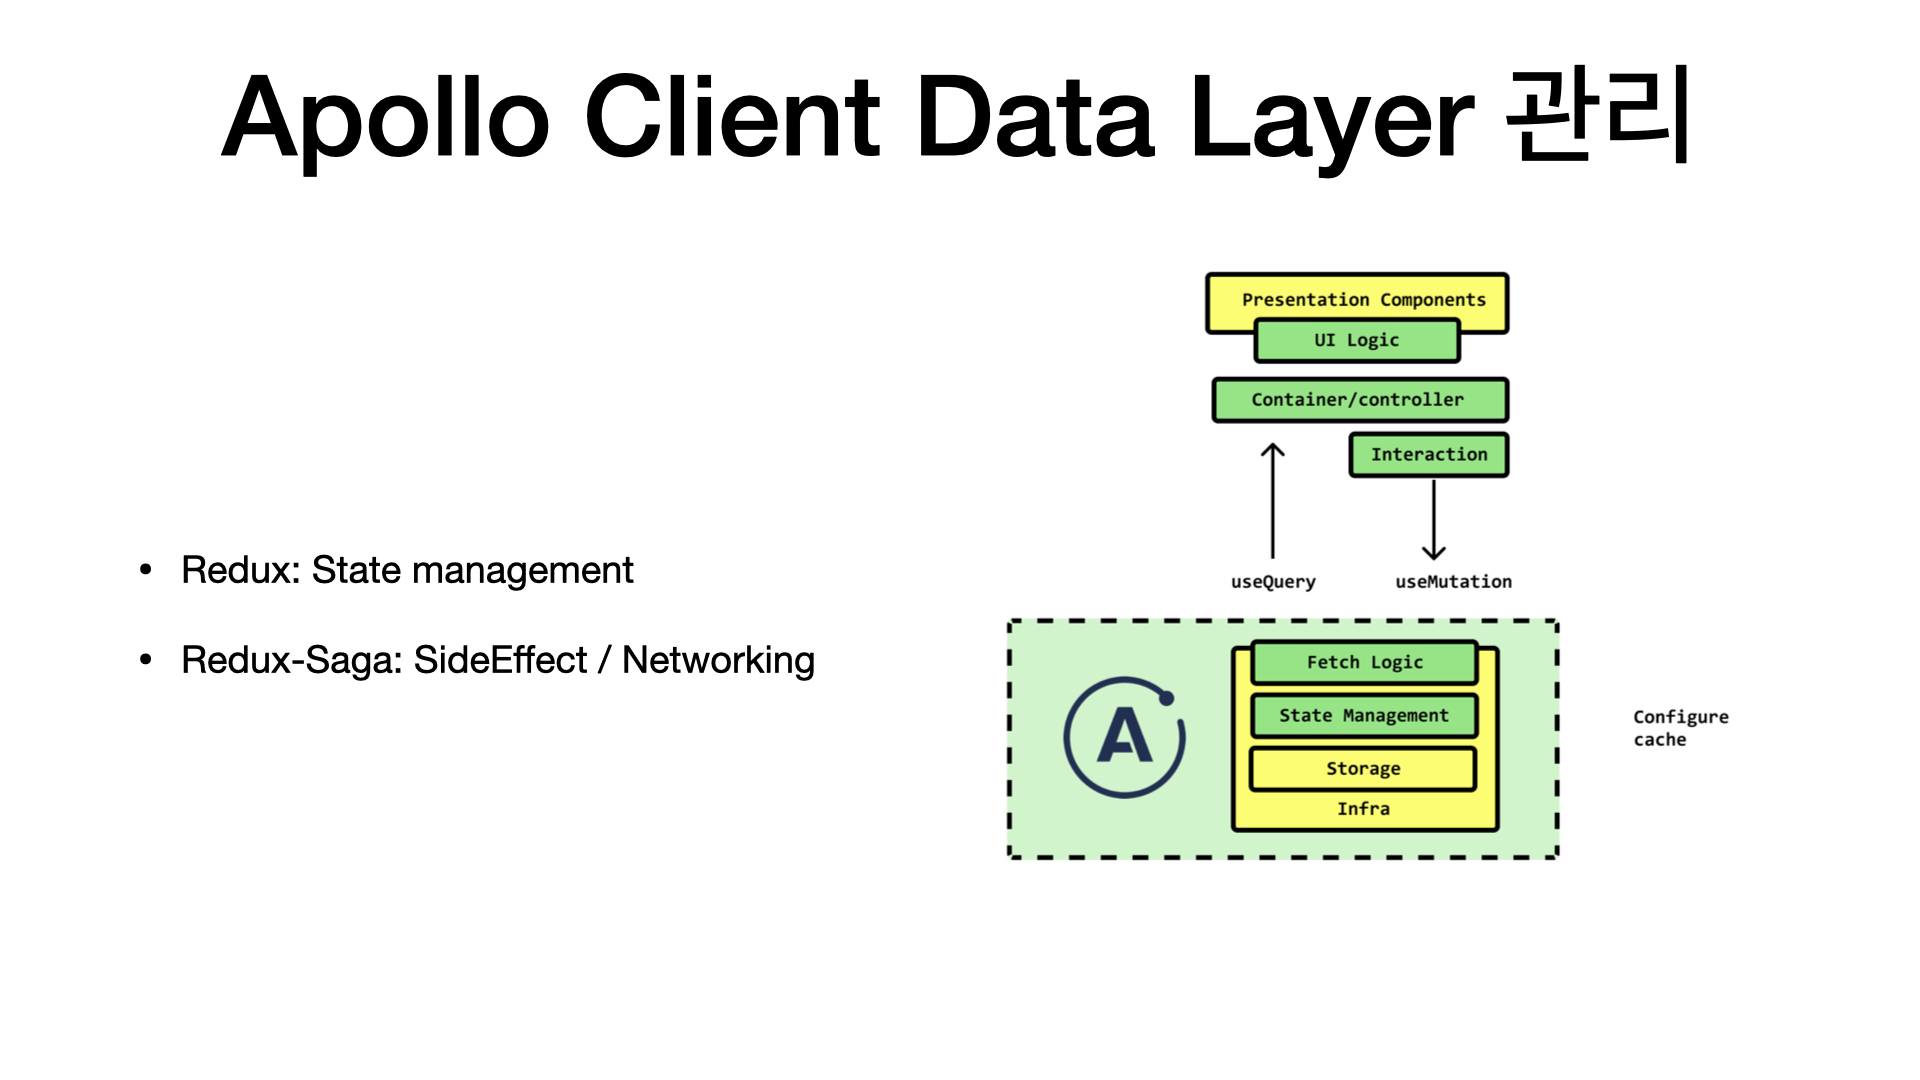 Apollo Client Data Layer 관리
• Redux: State management
• Redux-Saga: SideEffect / Networking
Presentation Components
UI Logic
Container/controller
Interaction
useQuery
useMutation
A
Fetch Logic
State Management
Storage
Infra
Configure
cache